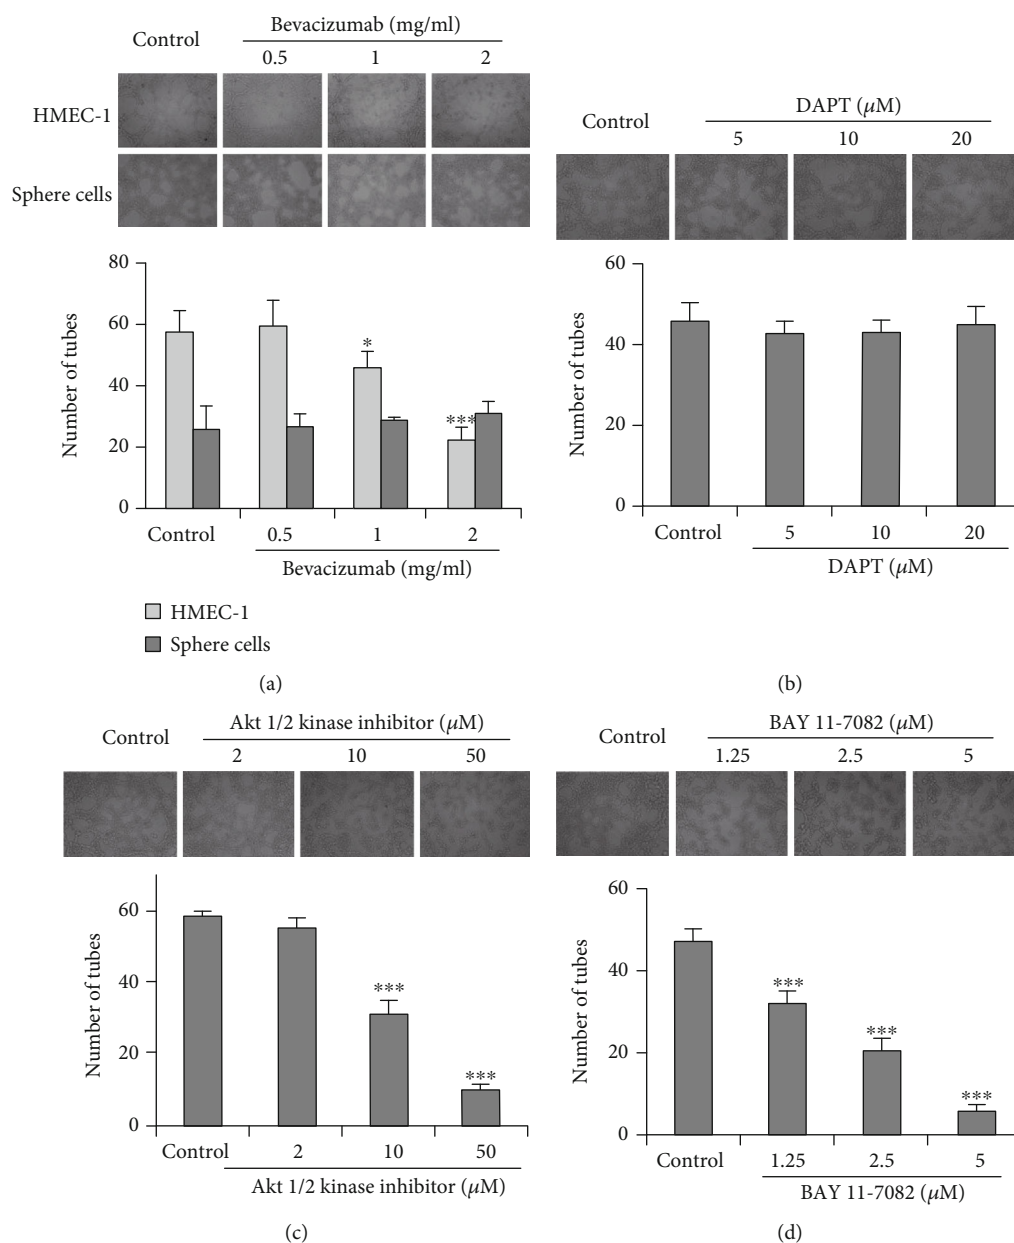 Control
Bevacizumab (mg/ml)
0.5 1 2
HMEC-1
Sphere cells
Number of tubes
80
60
40
20
0
*
***
Control 0.5 1 2
Bevacizumab (mg/ml)
HMEC-1
Sphere cells
(a)
Control
DAPT (μM)
5 10 20
Number of tubes
60
40
20
0
Control 5 10 20
DAPT (μM)
(b)
Control
Akt 1/2 kinase inhibitor (μM)
2 10 50
Number of tubes
60
40
20
0
***
***
Control 2 10 50
Akt 1/2 kinase inhibitor (μM)
(c)
Control
BAY 11-7082 (μM)
1.25 2.5 5
Number of tubes
60
40
20
0
***
***
***
Control 1.25 2.5 5
BAY 11-7082 (μM)
(d)